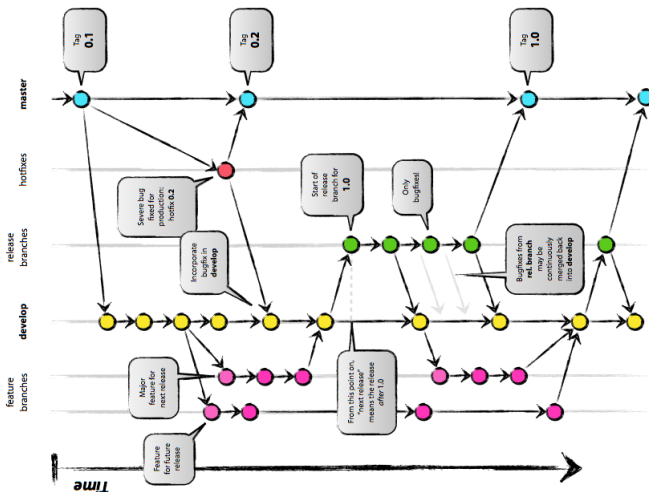 feature
branches
develop
release
branches
hotfixes
master
Time
Tag
0.1
Severe bug
fixed for
production:
hotfix 0.2
Tag
0.2
Incorporate
bugfix in
develop
Major
feature for
next release
Feature
for future
release
Start of
release
branch for
1.0
From this point on,
"next release"
means the release
after 1.0
Only
bugfixes!
Bugfixes from
rel. branch
may be
continuously
merged back
into develop
Tag
1.0